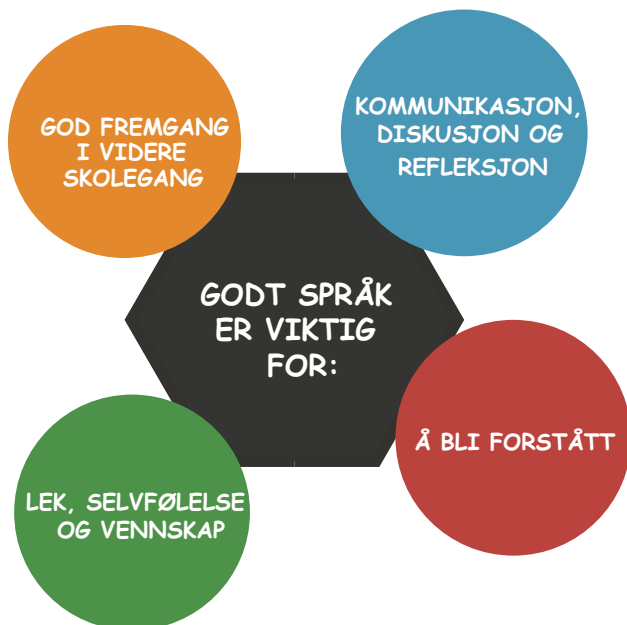 GOD FREMGANG
I VIDERE
SKOLEGANG
KOMMUNIKASJON,
DISKUSJON OG
REFLEKSJON
GODT SPRÅK
ER VIKTIG
FOR:
Å BLI FORSTÅTT
LEK, SELVFØLELSE
OG VENNSKAP